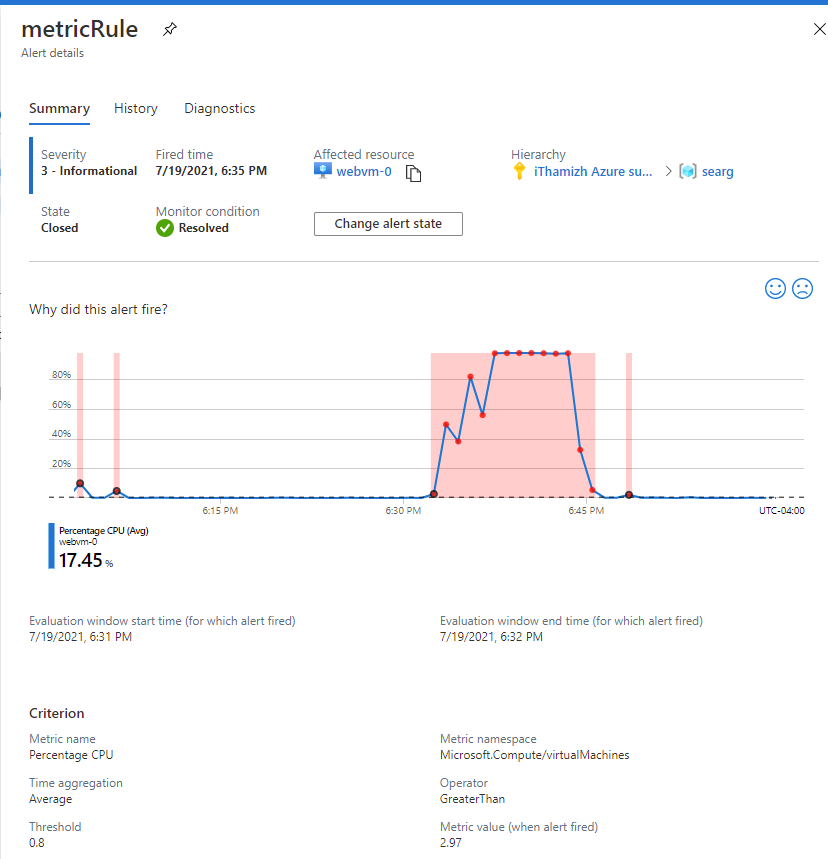 metricRule
Alert details
Summary History Diagnostics
Severity Fired time Affected resource Hierarchy
3 - Informational 7/19/2021, 6:35 PM webvm-0 iThamizh Azure su... > searg
State Monitor condition
Closed Resolved Change alert state
Why did this alert fire?
80%
60%
40%
20%
6:15 PM 6:30 PM 6:45 PM UTC-04:00
Percentage CPU (Avg)
webvm-0
17.45 %
Evaluation window start time (for which alert fired) Evaluation window end time (for which alert fired)
7/19/2021, 6:31 PM 7/19/2021, 6:32 PM
Criterion
Metric name Metric namespace
Percentage CPU Microsoft.Compute/virtualMachines
Time aggregation Operator
Average GreaterThan
Threshold Metric value (when alert fired)
0.8 2.97